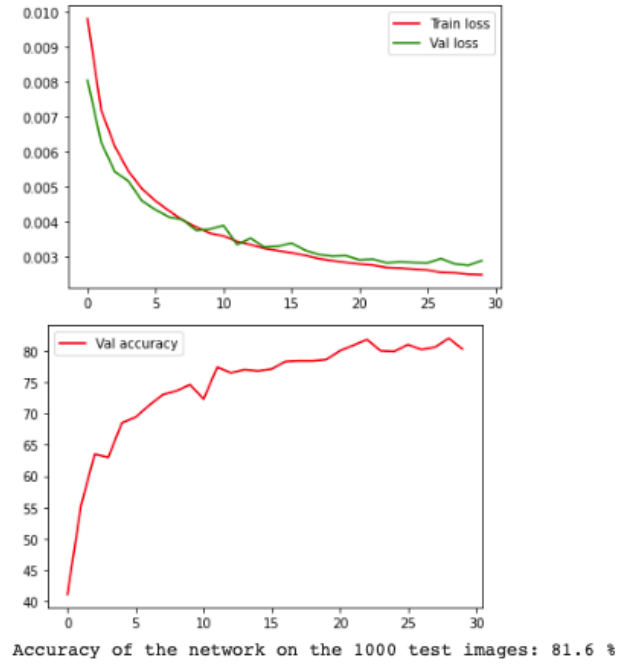 0.010
0.009
0.008
0.007
0.006
0.005
0.004
0.003
Train loss
Val loss
0 5 10 15 20 25 30
Val accuracy
80
75
70
65
60
55
50
45
40
0 5 10 15 20 25 30
Accuracy of the network on the 1000 test images: 81.6 %